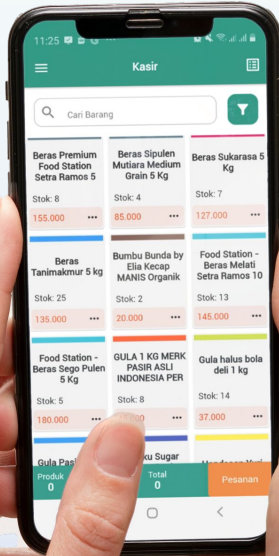 11:25
Kasir
Cari Barang
Beras Premium
Food Station
Setra Ramos 5
Stok: 8
155.000
Beras Sipulen
Mutiara Medium
Grain 5 Kg
Stok: 4
85.000
Beras Sukarasa 5
Kg
Stok: 7
127.000
Beras
Tanimakmur 5 kg
Stok: 25
135.000
Bumbu Bunda by
Elia Kecap
MANIS Organik
Stok: 2
20.000
Food Station -
Beras Melati
Setra Ramos 10
Stok: 13
145.000
Food Station -
Beras Sego Pulen
5 Kg
Stok: 5
180.000
GULA 1 KG MERK
PASIR ASLI
INDONESIA PER
Stok: 8
Gula halus bola
deli 1 kg
Stok: 14
37.000
Sugar
Produk
0
Total
0
Pesanan